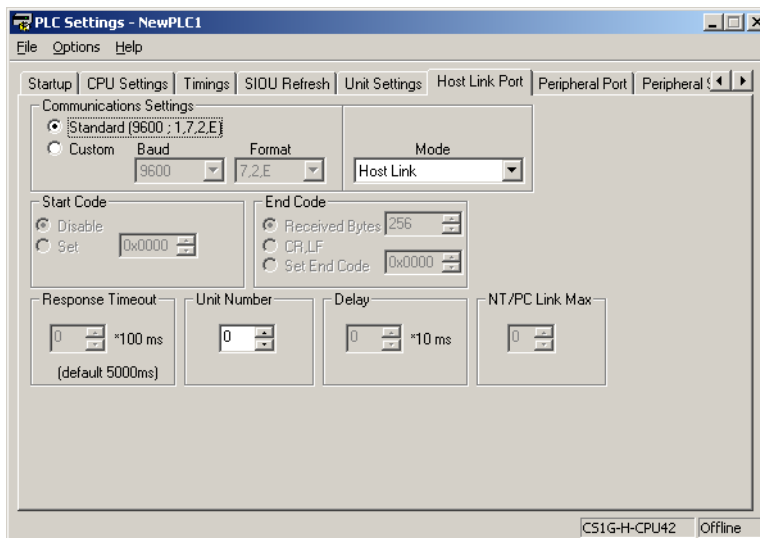 PLC Settings - NewPLC1
File Options Help
Startup CPU Settings Timings SIOU Refresh Unit Settings Host Link Port Peripheral Port Peripheral
Communications Settings
Standard (9600 ; 1,7,2,E)
Custom Baud Format Mode
9600 7,2,E Host Link
Start Code End Code
Disable Received Bytes 256
Set 0x0000 CR,LF
Set End Code 0x0000
Response Timeout Unit Number Delay NT/PC Link Max
0 *100 ms 0 0 *10 ms 0
(default 5000ms)
CS1G-H-CPU42 Offline